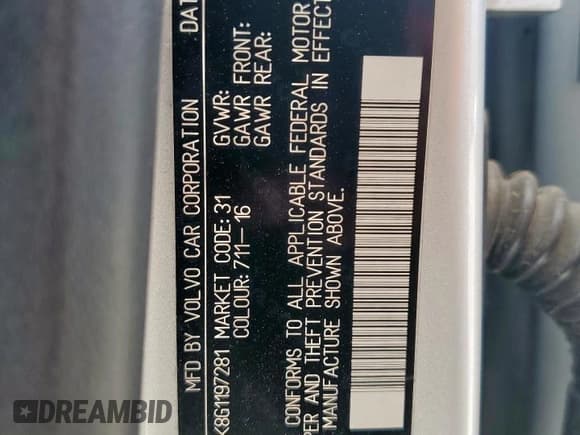 MFD BY VOLVO CAR CORPORATION DAT
K8G1197281 MARKET CODE: 31 GVWR:
COLOUR: 711-16 GAWR FRONT:
GAWR REAR:
CONFORMS TO ALL APPLICABLE FEDERAL MOTOR
PER AND THEFT PREVENTION STANDARDS IN EFFECT
MANUFACTURE SHOWN ABOVE.
DREAMBID